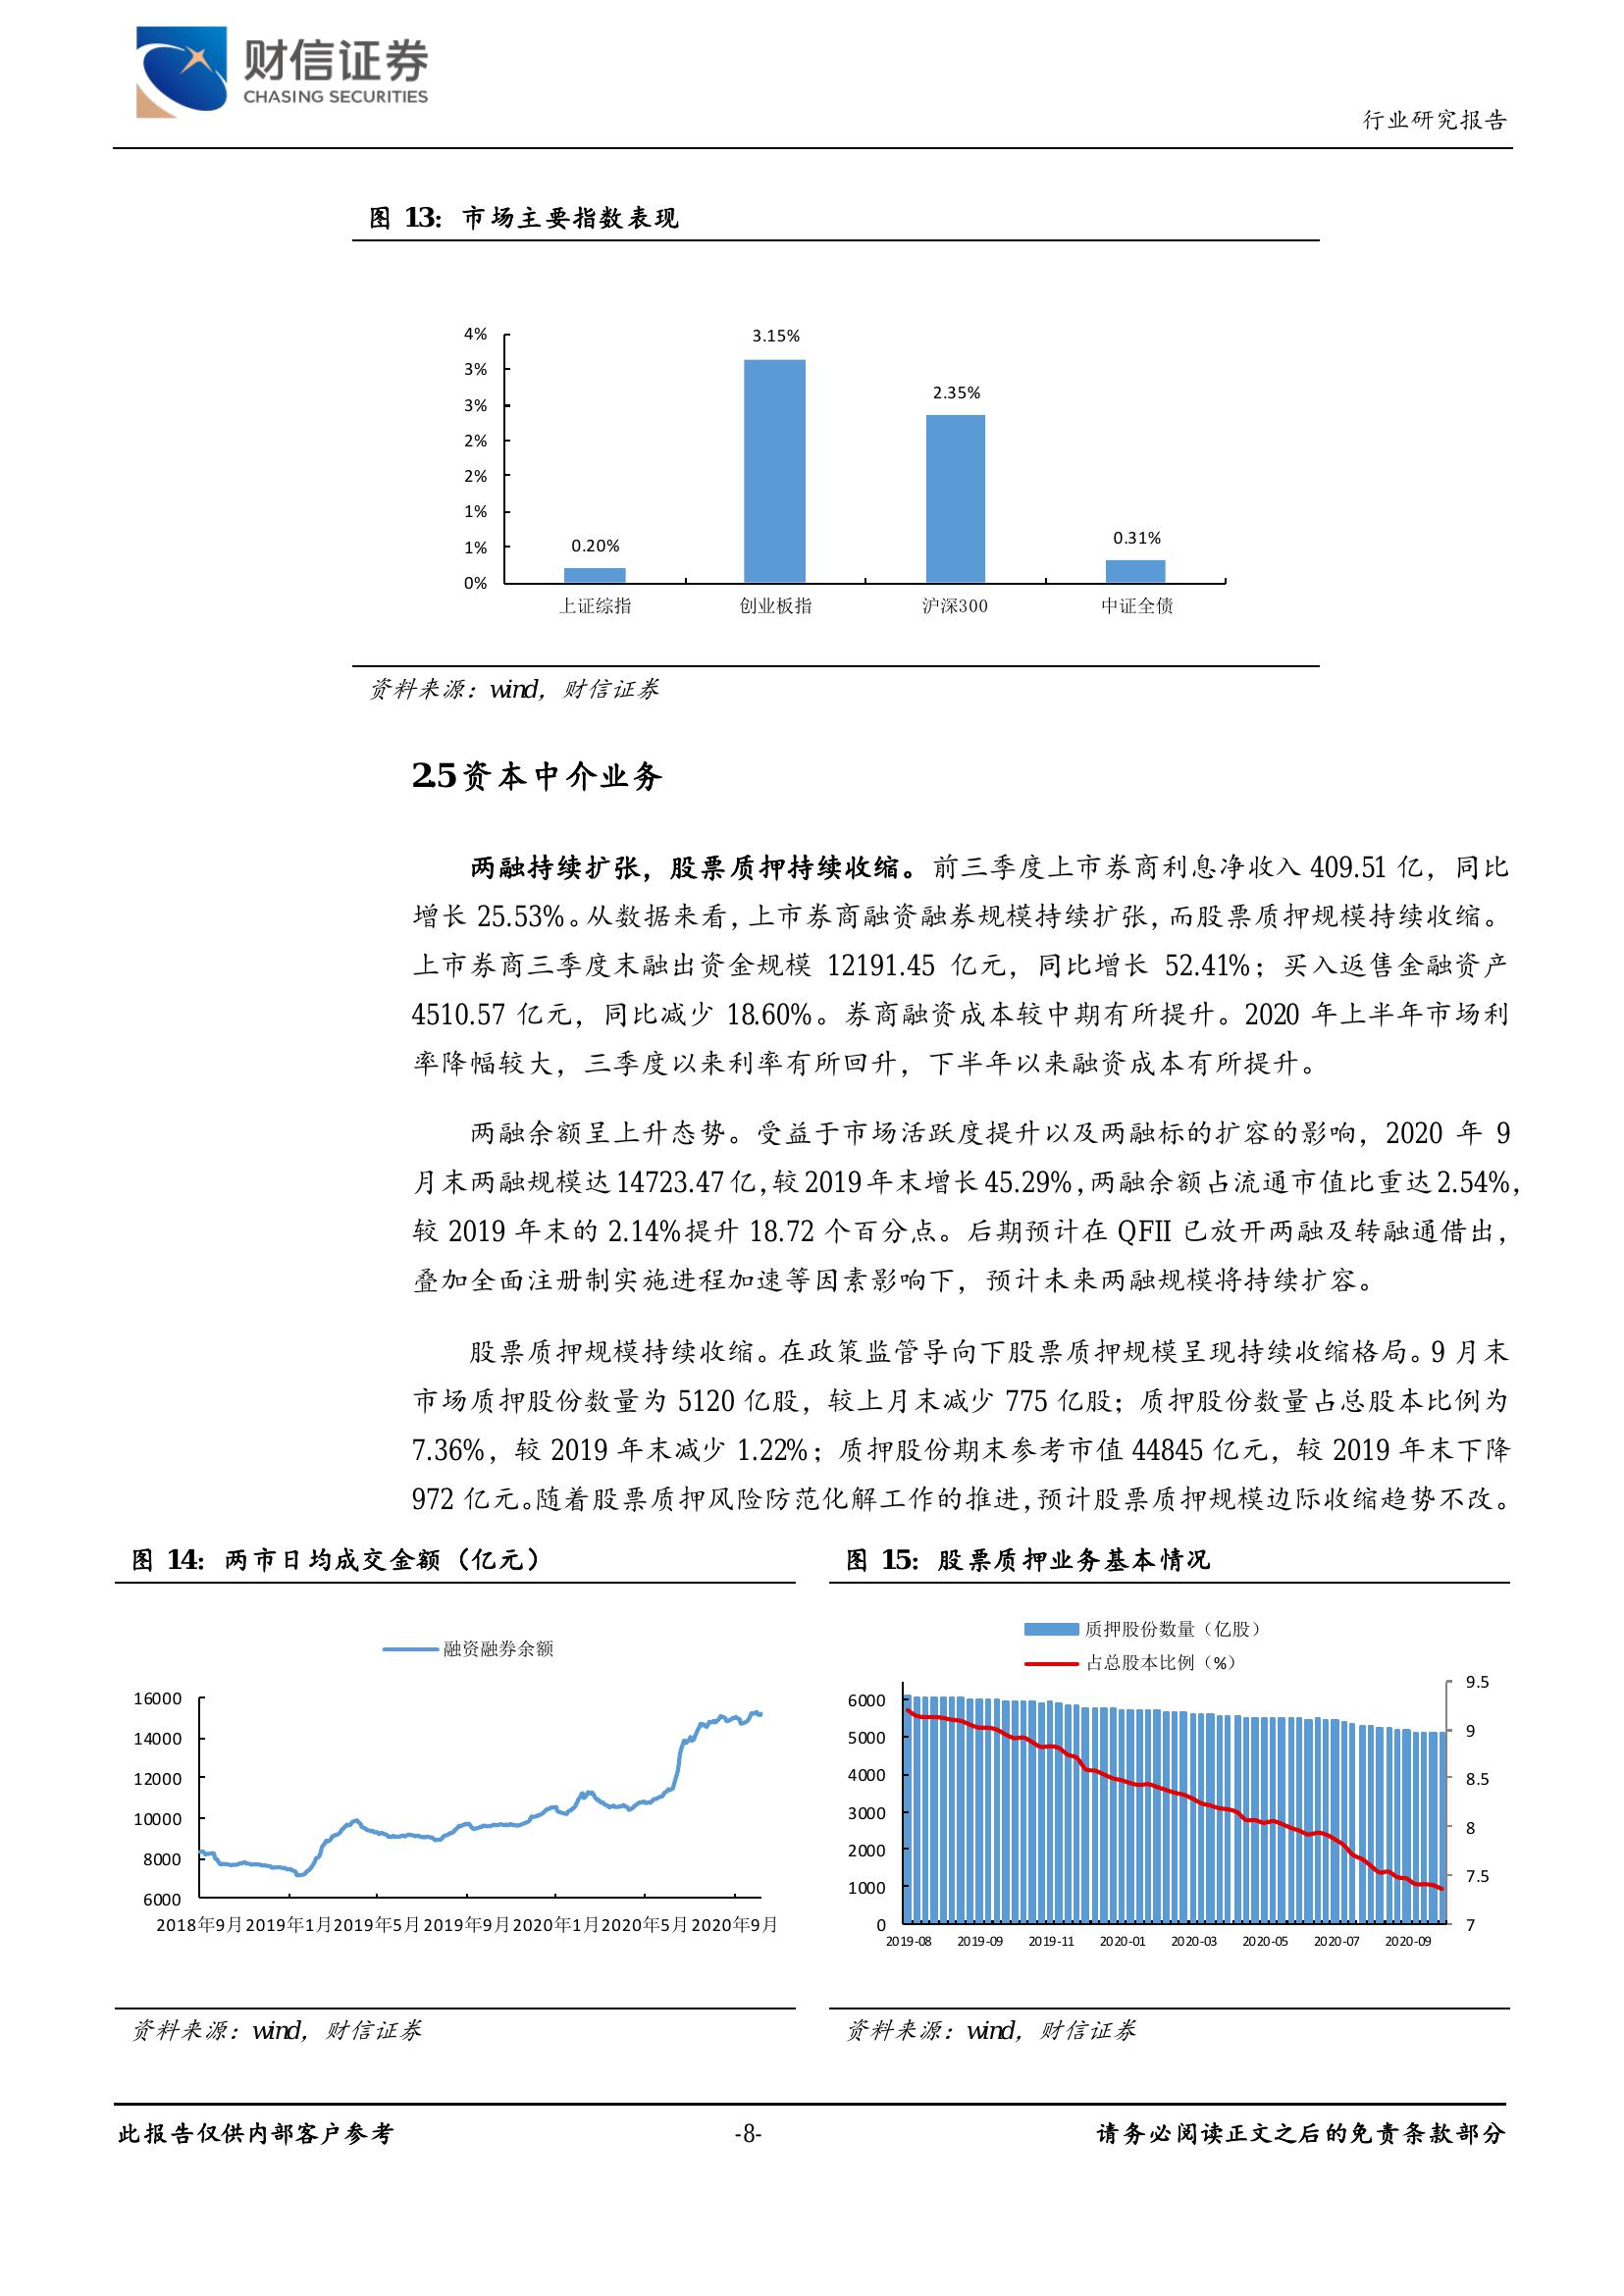 财信证券
CHASING SECURITIES
行业研究报告
图 13：市场主要指数表现
4%
3%
3%
2%
2%
1%
1%
0%
0.20%
3.15%
2.35%
0.31%
上证综指
创业板指
沪深300
中证全债
资料来源：wind，财信证券
2.5 资本中介业务
两融持续扩张，股票质押持续收缩。前三季度上市券商利息净收入 409.51 亿，同比
增长 25.53%。从数据来看，上市券商融资融券规模持续扩张，而股票质押规模持续收缩。
上市券商三季度末融出资金规模 12191.45 亿元，同比增长 52.41%；买入返售金融资产
4510.57 亿元，同比减少 18.60%。券商融资成本较中期有所提升。2020 年上半年市场利
率降幅较大，三季度以来利率有所回升，下半年以来融资成本有所提升。
两融余额呈上升态势。受益于市场活跃度提升以及两融标的扩容的影响，2020 年 9
月末两融规模达 14723.47 亿，较 2019 年末增长 45.29%，两融余额占流通市值比重达 2.54%，
较 2019 年末的 2.14%提升 18.72 个百分点。后期预计在 QFII 已放开两融及转融通借出，
叠加全面注册制实施进程加速等因素影响下，预计未来两融规模将持续扩容。
股票质押规模持续收缩。在政策监管导向下股票质押规模呈现持续收缩格局。9 月末
市场质押股份数量为 5120 亿股，较上月末减少 775 亿股；质押股份数量占总股本比例为
7.36%，较 2019 年末减少 1.22%；质押股份期末参考市值 44845 亿元，较 2019 年末下降
972 亿元。随着股票质押风险防范化解工作的推进，预计股票质押规模边际收缩趋势不改。
图 14：两市日均成交金额（亿元）
融资融券余额
16000
14000
12000
10000
8000
6000
2018年9月 2019年1月 2019年5月 2019年9月 2020年1月 2020年5月 2020年9月
资料来源：wind，财信证券
图 15：股票质押业务基本情况
质押股份数量（亿股）
占总股本比例（%）
6000
5000
4000
3000
2000
1000
0
9.5
9
8.5
8
7.5
7
2019-08 2019-09 2019-11 2020-01 2020-03 2020-05 2020-07 2020-09
资料来源：wind，财信证券
此报告仅供内部客户参考
-8-
请务必阅读正文之后的免责条款部分